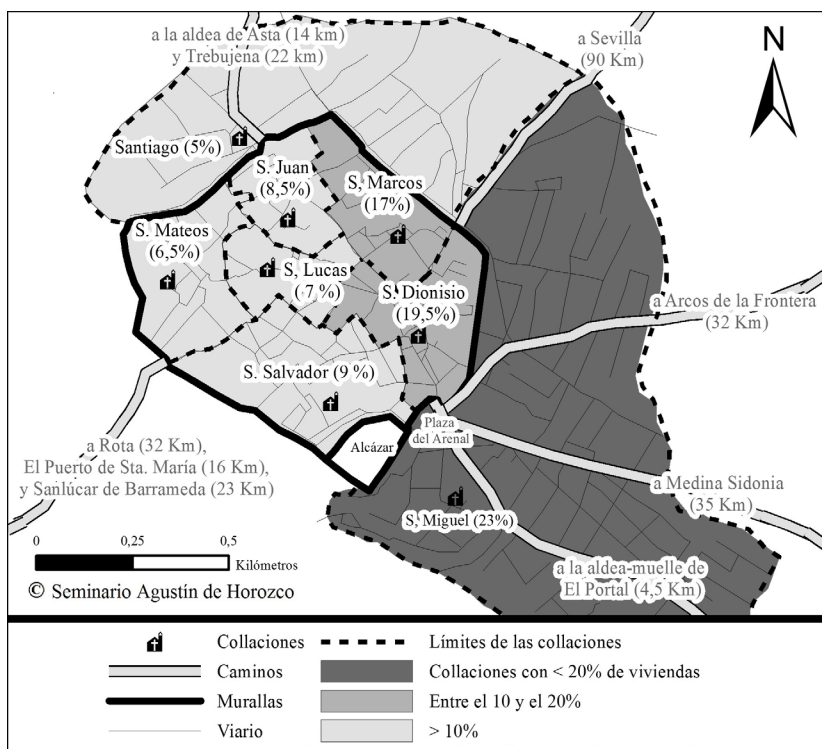 a la aldea de Asta (14 km)
y Trebujena (22 km)
a Sevilla
(90 Km)
N
Santiago (5%)
S. Juan
(8,5%)
S, Marcos
(17%)
S. Mateos
(6,5%)
S, Lucas
(7 %)
S. Dionisio
(19,5%)
a Arcos de la Frontera
(32 Km)
S. Salvador (9 %)
Plaza
del Arenal
Alcázar
a Rota (32 Km),
El Puerto de Sta. María (16 Km),
y Sanlúcar de Barrameda (23 Km)
a Medina Sidonia
(35 Km)
S, Miguel (23%)
0 0,25 0,5
Kilómetros
a la aldea-muelle de
El Portal (4,5 Km)
© Seminario Agustín de Horozco
Collaciones
Límites de las collaciones
Caminos
Collaciones con < 20% de viviendas
Murallas
Entre el 10 y el 20%
Viario
> 10%